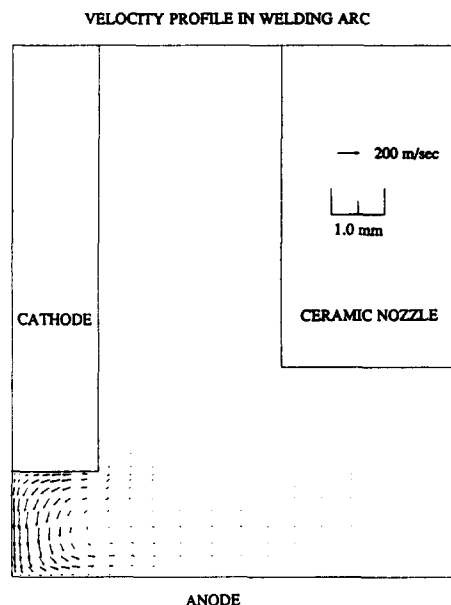 VELOCITY PROFILE IN WELDING ARC
200 m/sec
1.0 mm
CATHODE
CERAMIC NOZZLE
ANODE